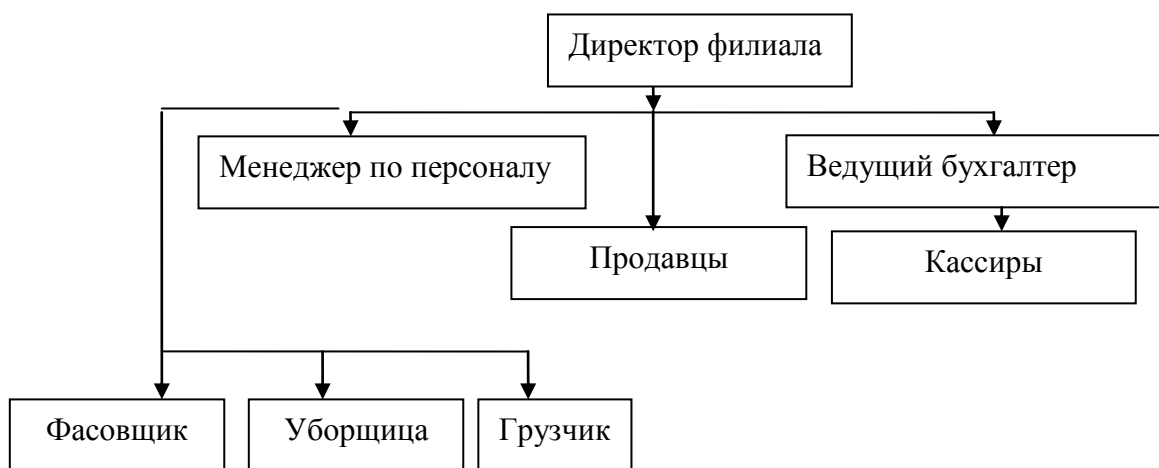 Директор филиала
Менеджер по персоналу
Ведущий бухгалтер
Продавцы
Кассиры
Фасовщик
Уборщица
Грузчик